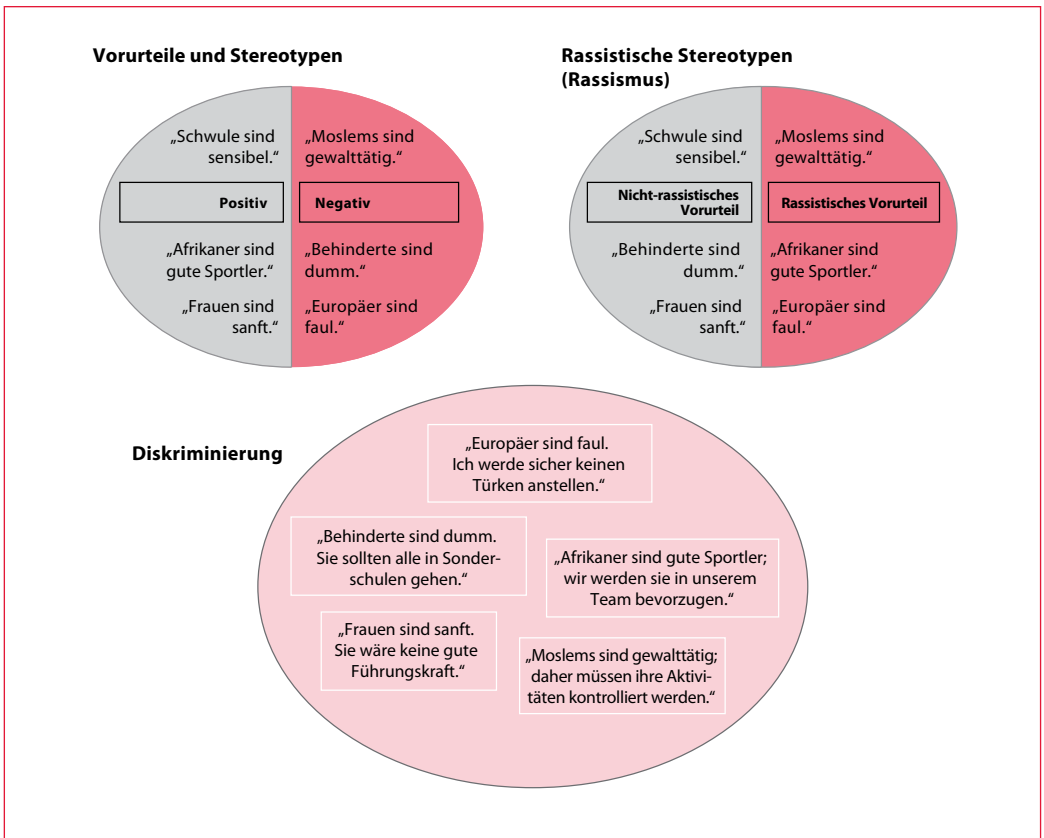 Vorurteile und Stereotypen
„Schwule sind
sensibel.“
„Moslems sind
gewalttätig.“
Positiv
Negativ
„Afrikaner sind
gute Sportler.“
„Behinderte sind
dumm.“
„Frauen sind
sanft.“
„Europäer sind
faul.“
Rassistische Stereotypen
(Rassismus)
„Schwule sind
sensibel.“
„Moslems sind
gewalttätig.“
Nicht-rassistisches
Vorurteil
Rassistisches Vorurteil
„Behinderte sind
dumm.“
„Afrikaner sind
gute Sportler.“
„Frauen sind
sanft.“
„Europäer sind
faul.“
Diskriminierung
„Europäer sind faul.
Ich werde sicher keinen
Türken anstellen.“
„Behinderte sind dumm.
Sie sollten alle in Sonder-
schulen gehen.“
„Afrikaner sind gute Sportler;
wir werden sie in unserem
Team bevorzugen.“
„Frauen sind sanft.
Sie wäre keine gute
Führungskraft.“
„Moslems sind gewalttätig;
daher müssen ihre Aktivi-
täten kontrolliert werden.“